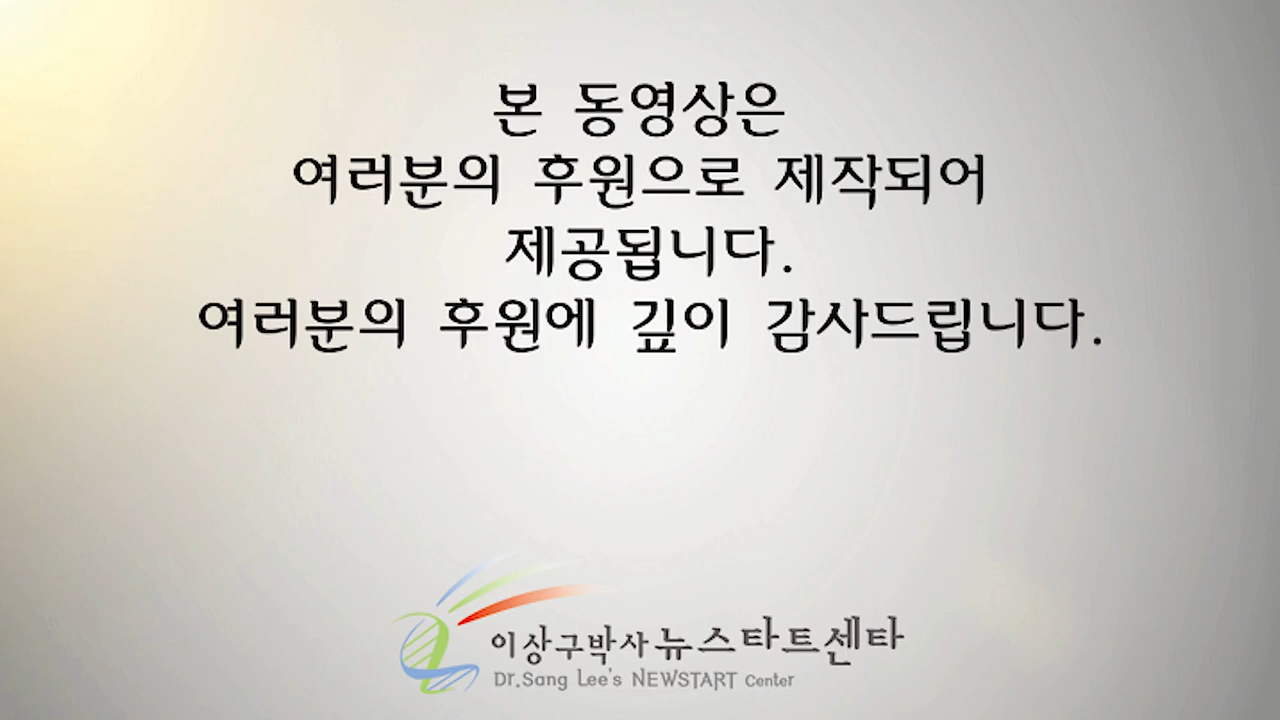 본 동영상은
여러분의 후원으로 제작되어
제공됩니다.
여러분의 후원에 깊이 감사드립니다.
이상구박사 뉴스타트센타
Dr.Sang Lee's NEWSTART Center